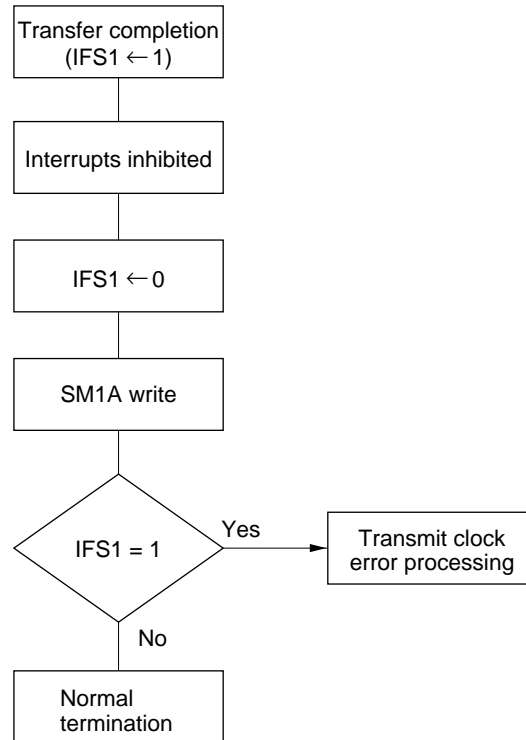 Transfer completion
(IFS1 ← 1)
Interrupts inhibited
IFS1 ← 0
SM1A write
IFS1 = 1
Yes
Transmit clock
error processing
No
Normal
termination